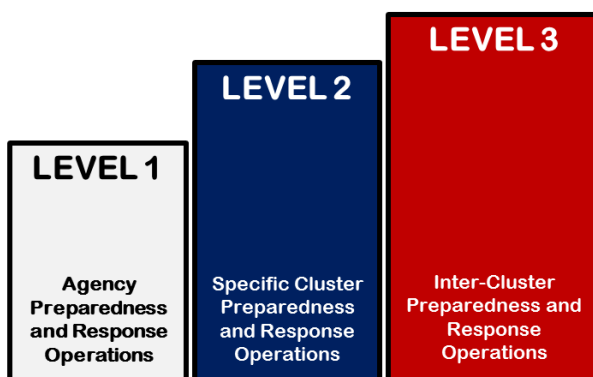 LEVEL 1
Agency
Preparedness
and Response
Operations
LEVEL 2
Specific Cluster
Preparedness
and Response
Operations
LEVEL 3
Inter-Cluster
Preparedness and
Response
Operations